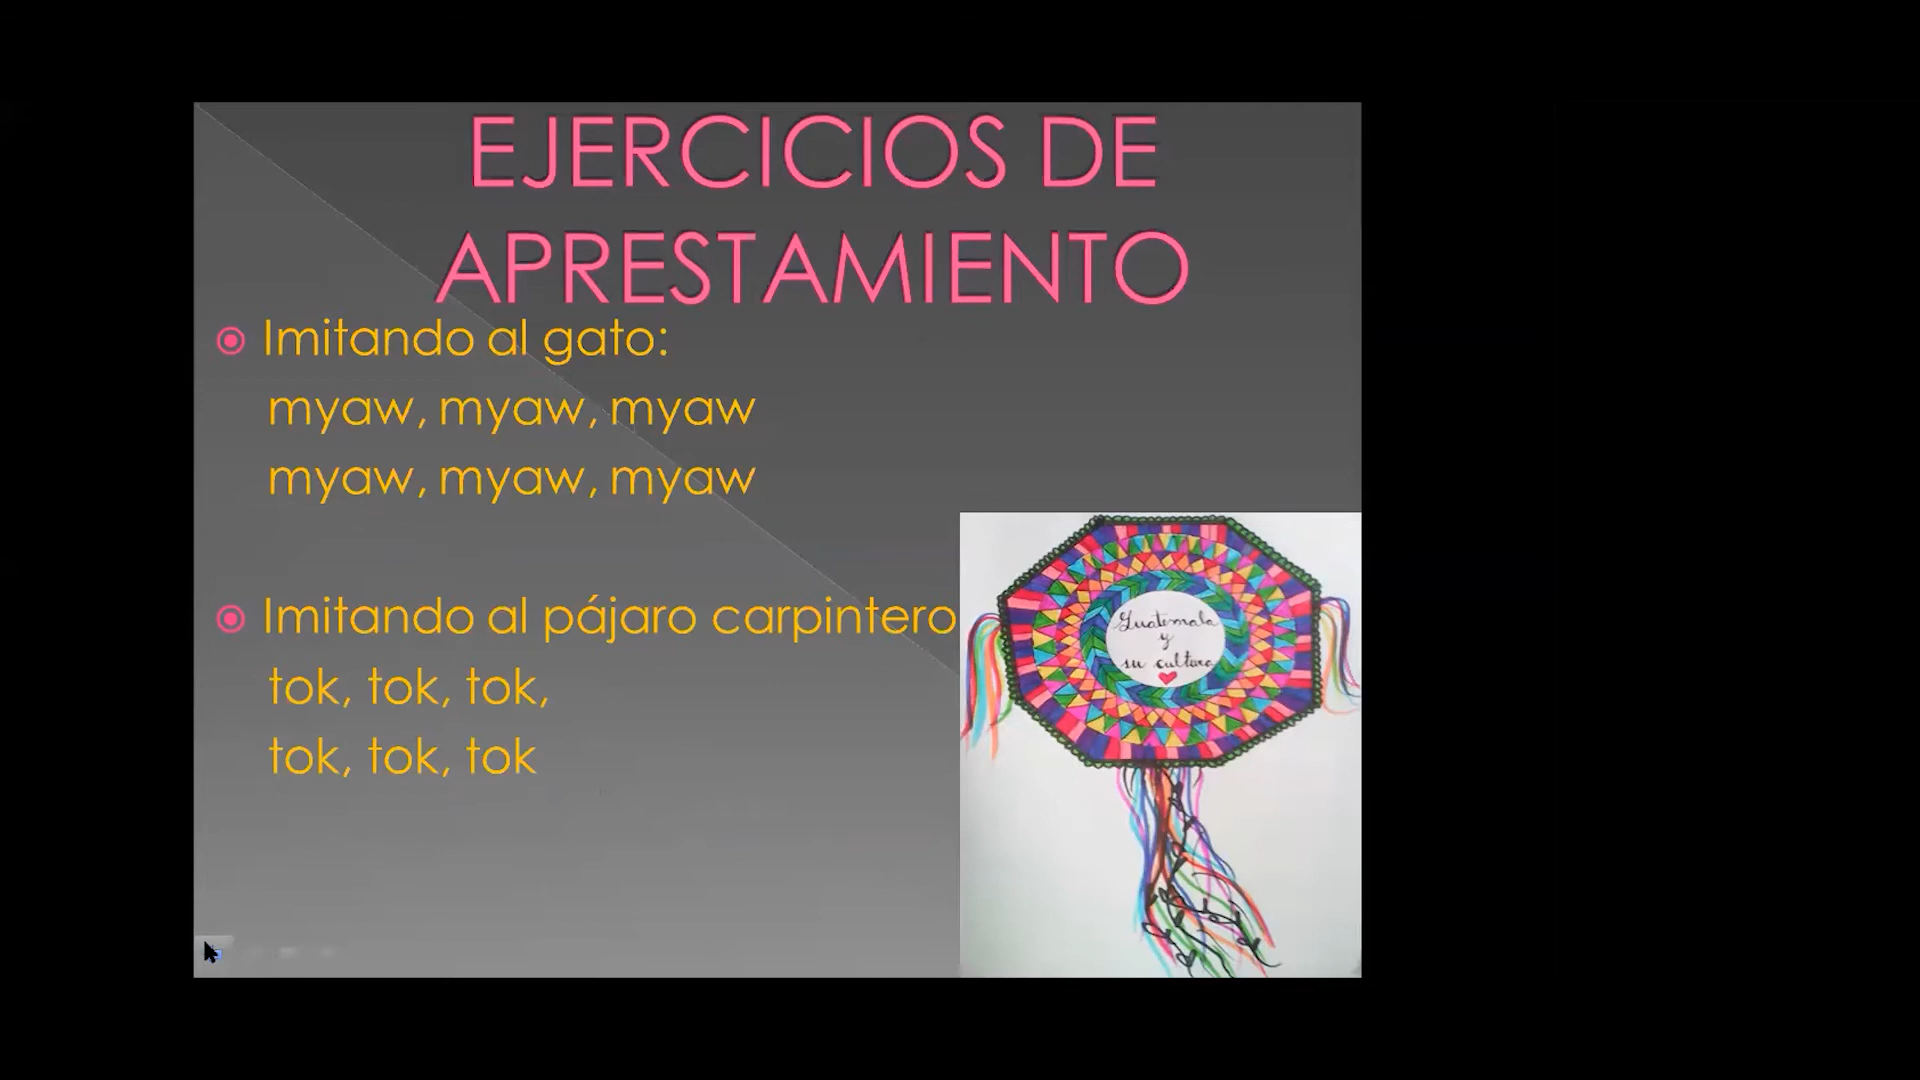 EJERCICIOS DE
APRESTAMIENTO
Imitando al gato:
myaw, myaw, myaw
myaw, myaw, myaw
Imitando al pájaro carpintero
tok, tok, tok,
tok, tok, tok
Guatemala
y
su cultura